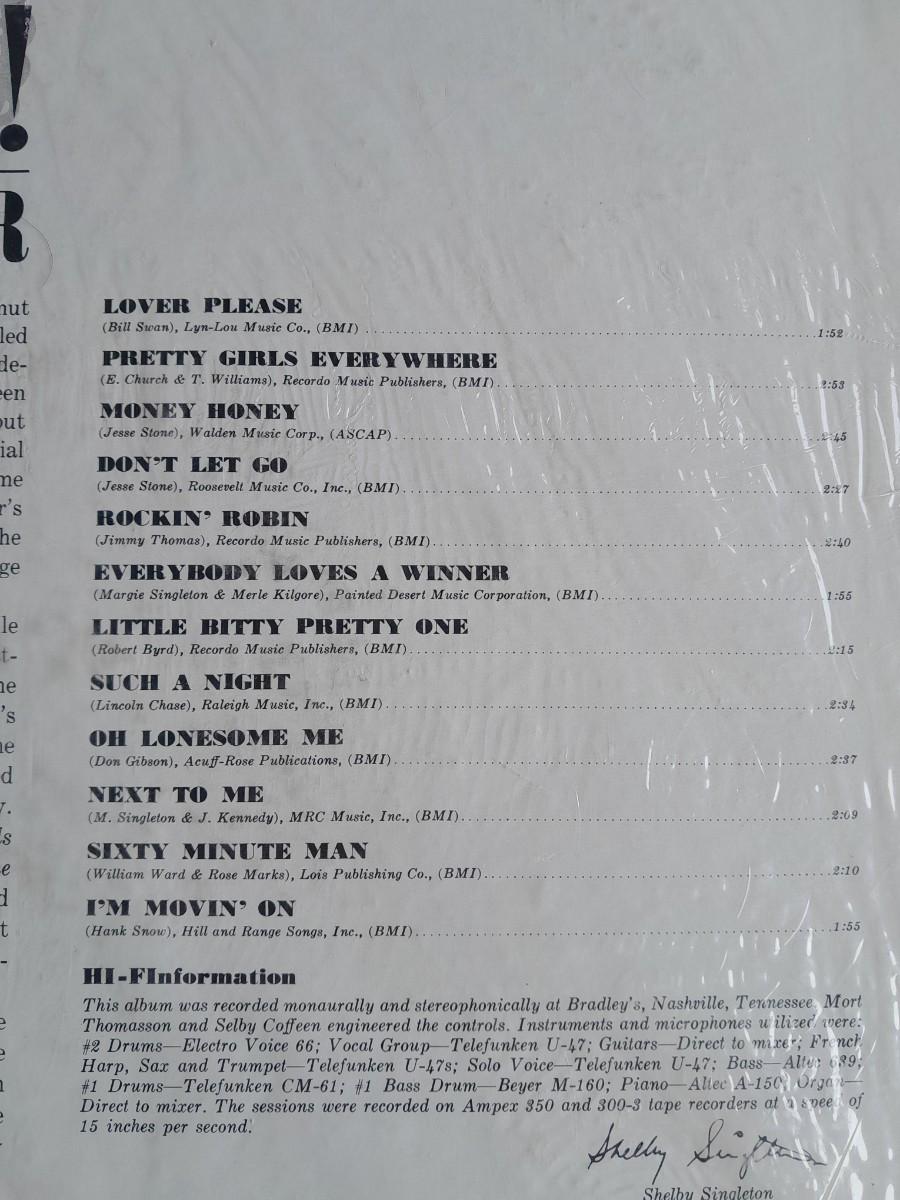 !
R
LOVER PLEASE
(Bill Swan), Lyn-Lou Music Co., (BMI) 1:52
PRETTY GIRLS EVERYWHERE
(E. Church & T. Williams), Recordo Music Publishers, (BMI) 2:53
MONEY HONEY
(Jesse Stone), Walden Music Corp., (ASCAP) 2:45
DON'T LET GO
(Jesse Stone), Roosevelt Music Co., Inc., (BMI) 2:27
ROCKIN' ROBIN
(Jimmy Thomas), Recordo Music Publishers, (BMI) 2:40
EVERYBODY LOVES A WINNER
(Margie Singleton & Merle Kilgore), Painted Desert Music Corporation, (BMI) 1:55
LITTLE BITTY PRETTY ONE
(Robert Byrd), Recordo Music Publishers, (BMI) 2:15
SUCH A NIGHT
(Lincoln Chase), Raleigh Music, Inc., (BMI) 2:34
OH LONESOME ME
(Don Gibson), Acuff-Rose Publications, (BMI) 2:37
NEXT TO ME
(M. Singleton & J. Kennedy), MRC Music, Inc., (BMI) 2:09
SIXTY MINUTE MAN
(William Ward & Rose Marks), Lois Publishing Co., (BMI) 2:10
I'M MOVIN' ON
(Hank Snow), Hill and Range Songs, Inc., (BMI) 1:55
HI-FInformation
This album was recorded monaurally and stereophonically at Bradley's, Nashville, Tennessee. Mort
Thomasson and Selby Coffeen engineered the controls. Instruments and microphones utilized were:
#2 Drums—Electro Voice 66; Vocal Group—Telefunken U-47; Guitars—Direct to mixer; French
Harp, Sax and Trumpet—Telefunken U-47s; Solo Voice—Telefunken U-47; Bass—Altec 689;
#1 Drums—Telefunken CM-61; #1 Bass Drum—Beyer M-160; Piano—Altec A-150; Organ—
Direct to mixer. The sessions were recorded on Ampex 350 and 300-3 tape recorders at a speed of
15 inches per second.
Shelby Singleton
Shelby Singleton